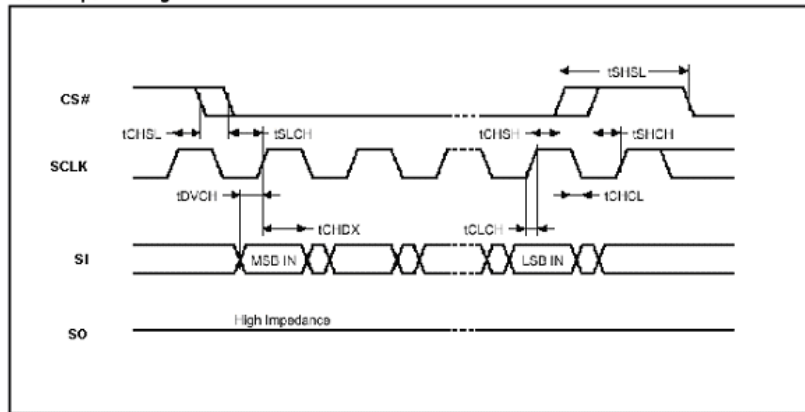 tSHSL
CS#
tCHSL
tSLCH
tCHSH
tSHCH
SCLK
tDVCH
tCHCL
tCHDX
tCLCH
SI
MSB IN
LSB IN
High Impedance
SO